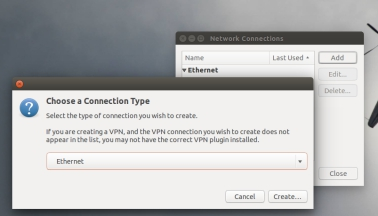 Network Connections
Name Last Used Add
Ethernet
Edit...
Delete...
Choose a Connection Type
Select the type of connection you wish to create.
If you are creating a VPN, and the VPN connection you wish to create does not
appear in the list, you may not have the correct VPN plugin installed.
Ethernet
Close
Cancel Create...